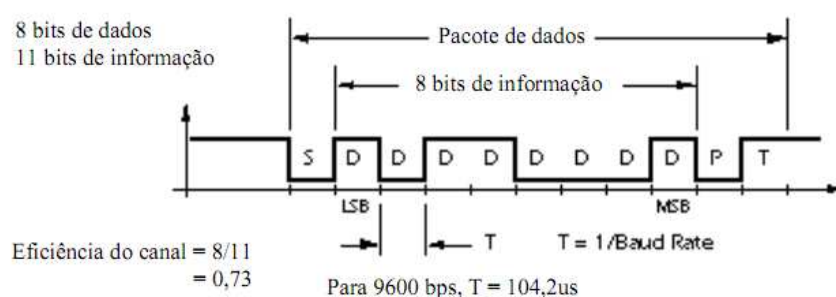 8 bits de dados
11 bits de informação
Pacote de dados
8 bits de informação
S D D D D D D D D P T
LSB MSB
T T = 1/Baud Rate
Eficiência do canal = 8/11
= 0,73
Para 9600 bps, T = 104,2us